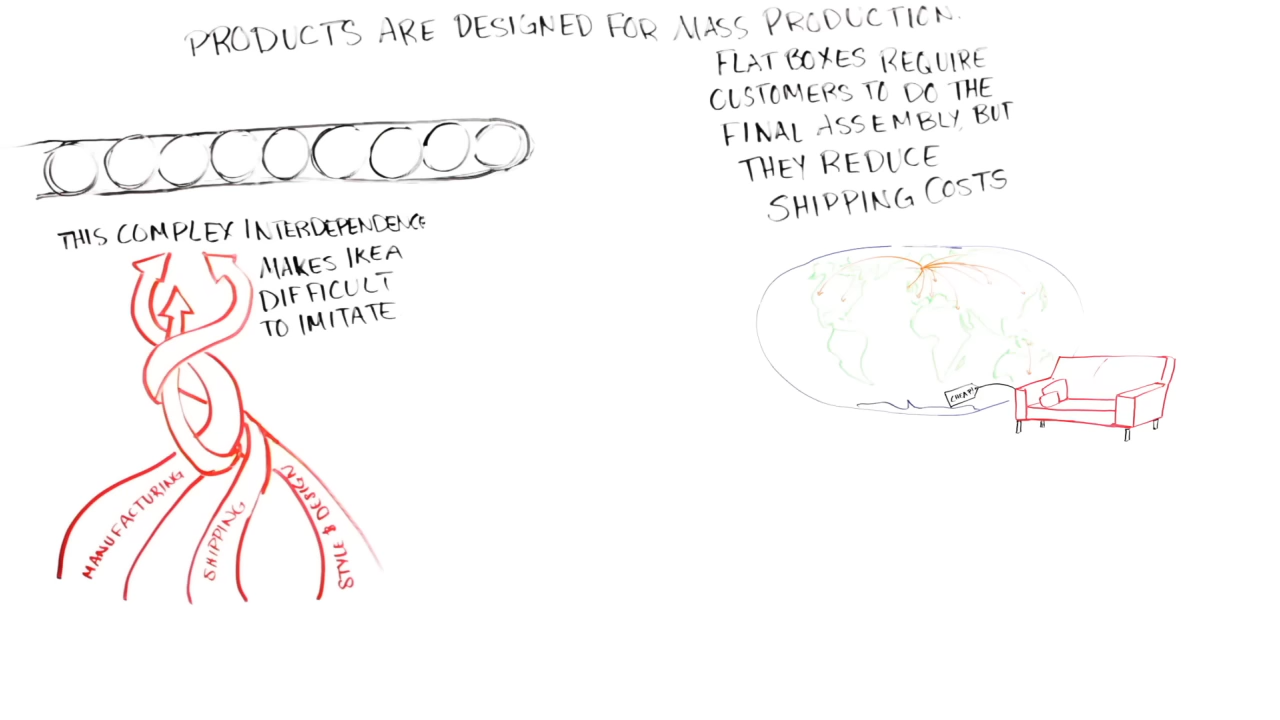 PRODUCTS ARE DESIGNED FOR MASS PRODUCTION.
FLAT BOXES REQUIRE
CUSTOMERS TO DO THE
FINAL ASSEMBLY, BUT
THEY REDUCE
SHIPPING COSTS
THIS COMPLEX INTERDEPENDENCE
MAKES IKEA
DIFFICULT
TO IMITATE
CHEAP!
MANUFACTURING
SHIPPING
STYLE & DESIGN